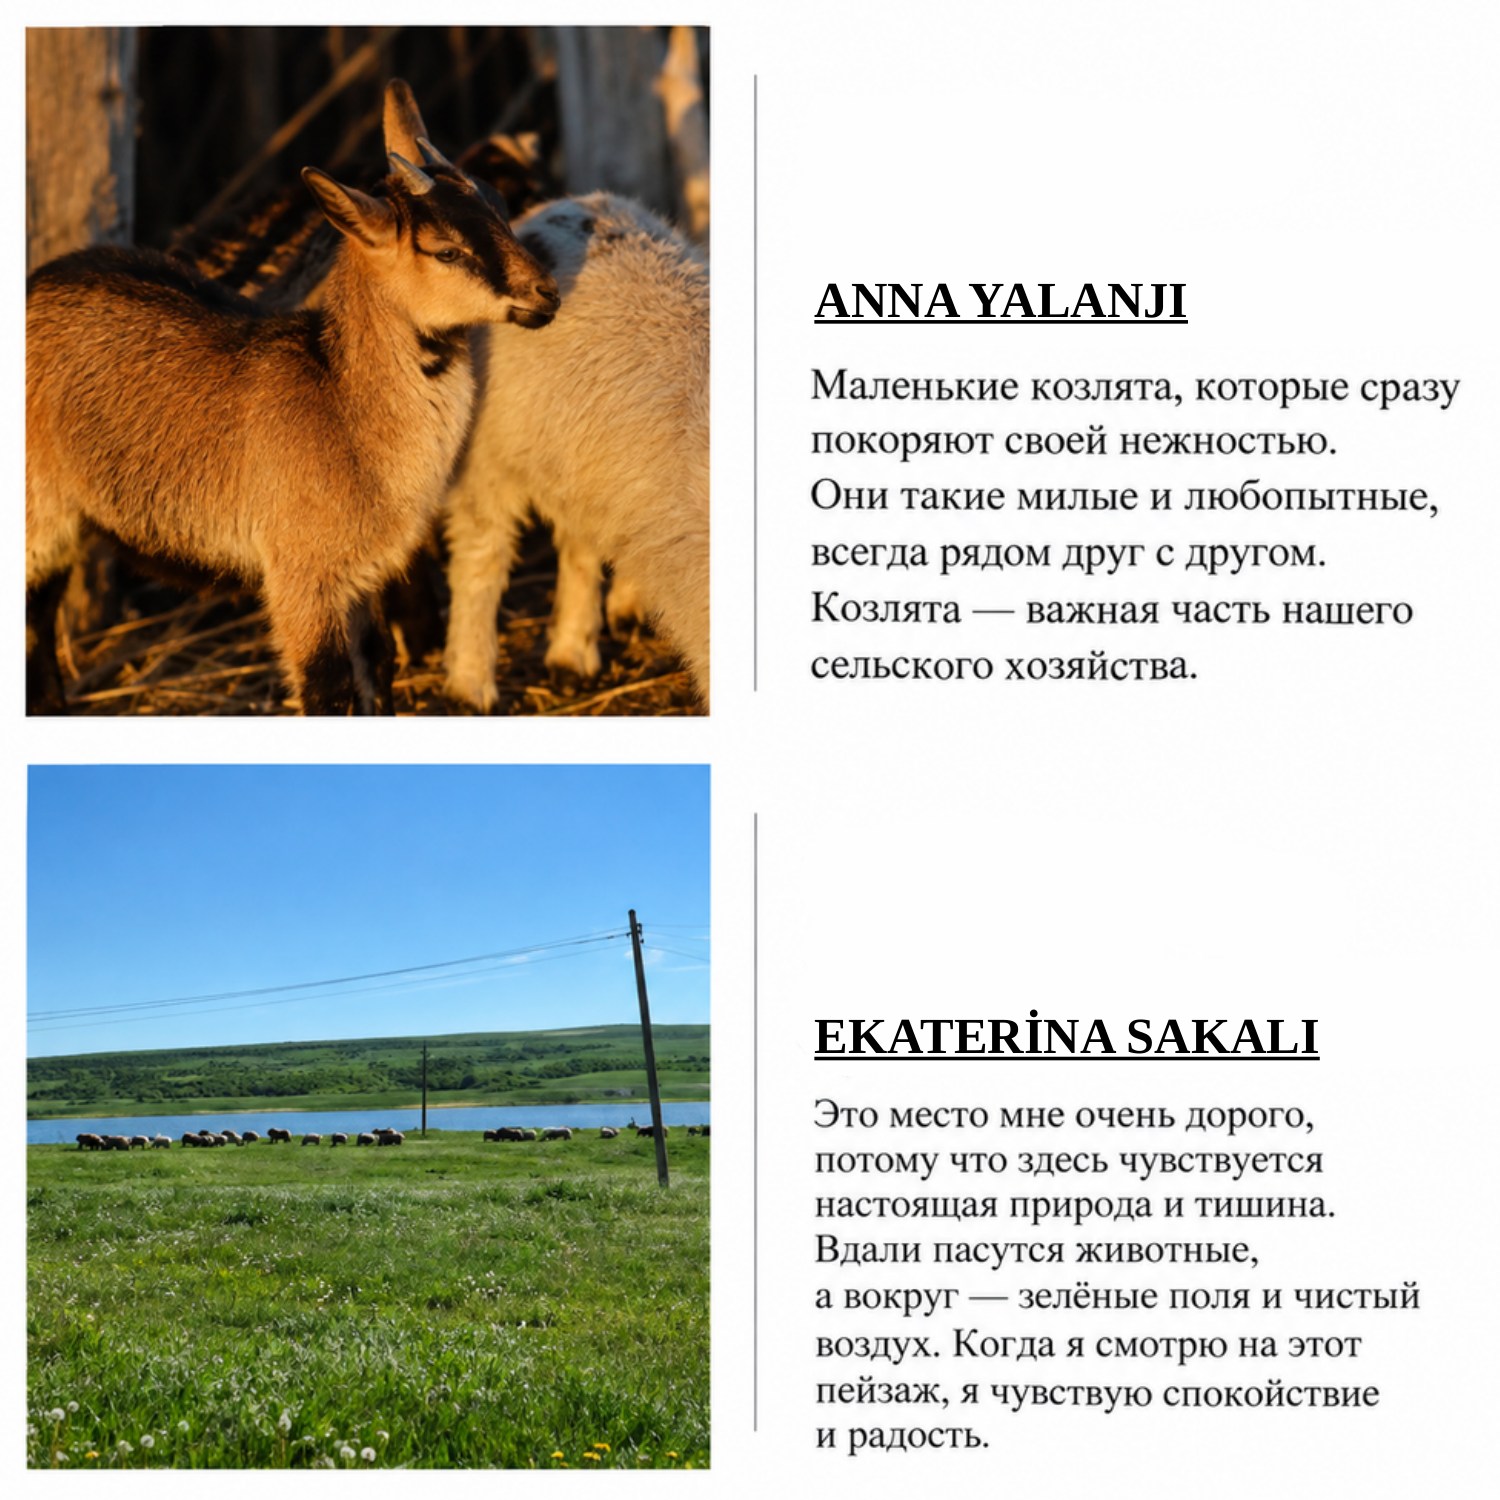 ANNA YALANJI
Маленькие козлята, которые сразу
покоряют своей нежностью.
Они такие милые и любопытные,
всегда рядом друг с другом.
Козлята — важная часть нашего
сельского хозяйства.
EKATERİNA SAKALI
Это место мне очень дорого,
потому что здесь чувствуется
настоящая природа и тишина.
Вдали пасутся животные,
а вокруг — зелёные поля и чистый
воздух. Когда я смотрю на этот
пейзаж, я чувствую спокойствие
и радость.